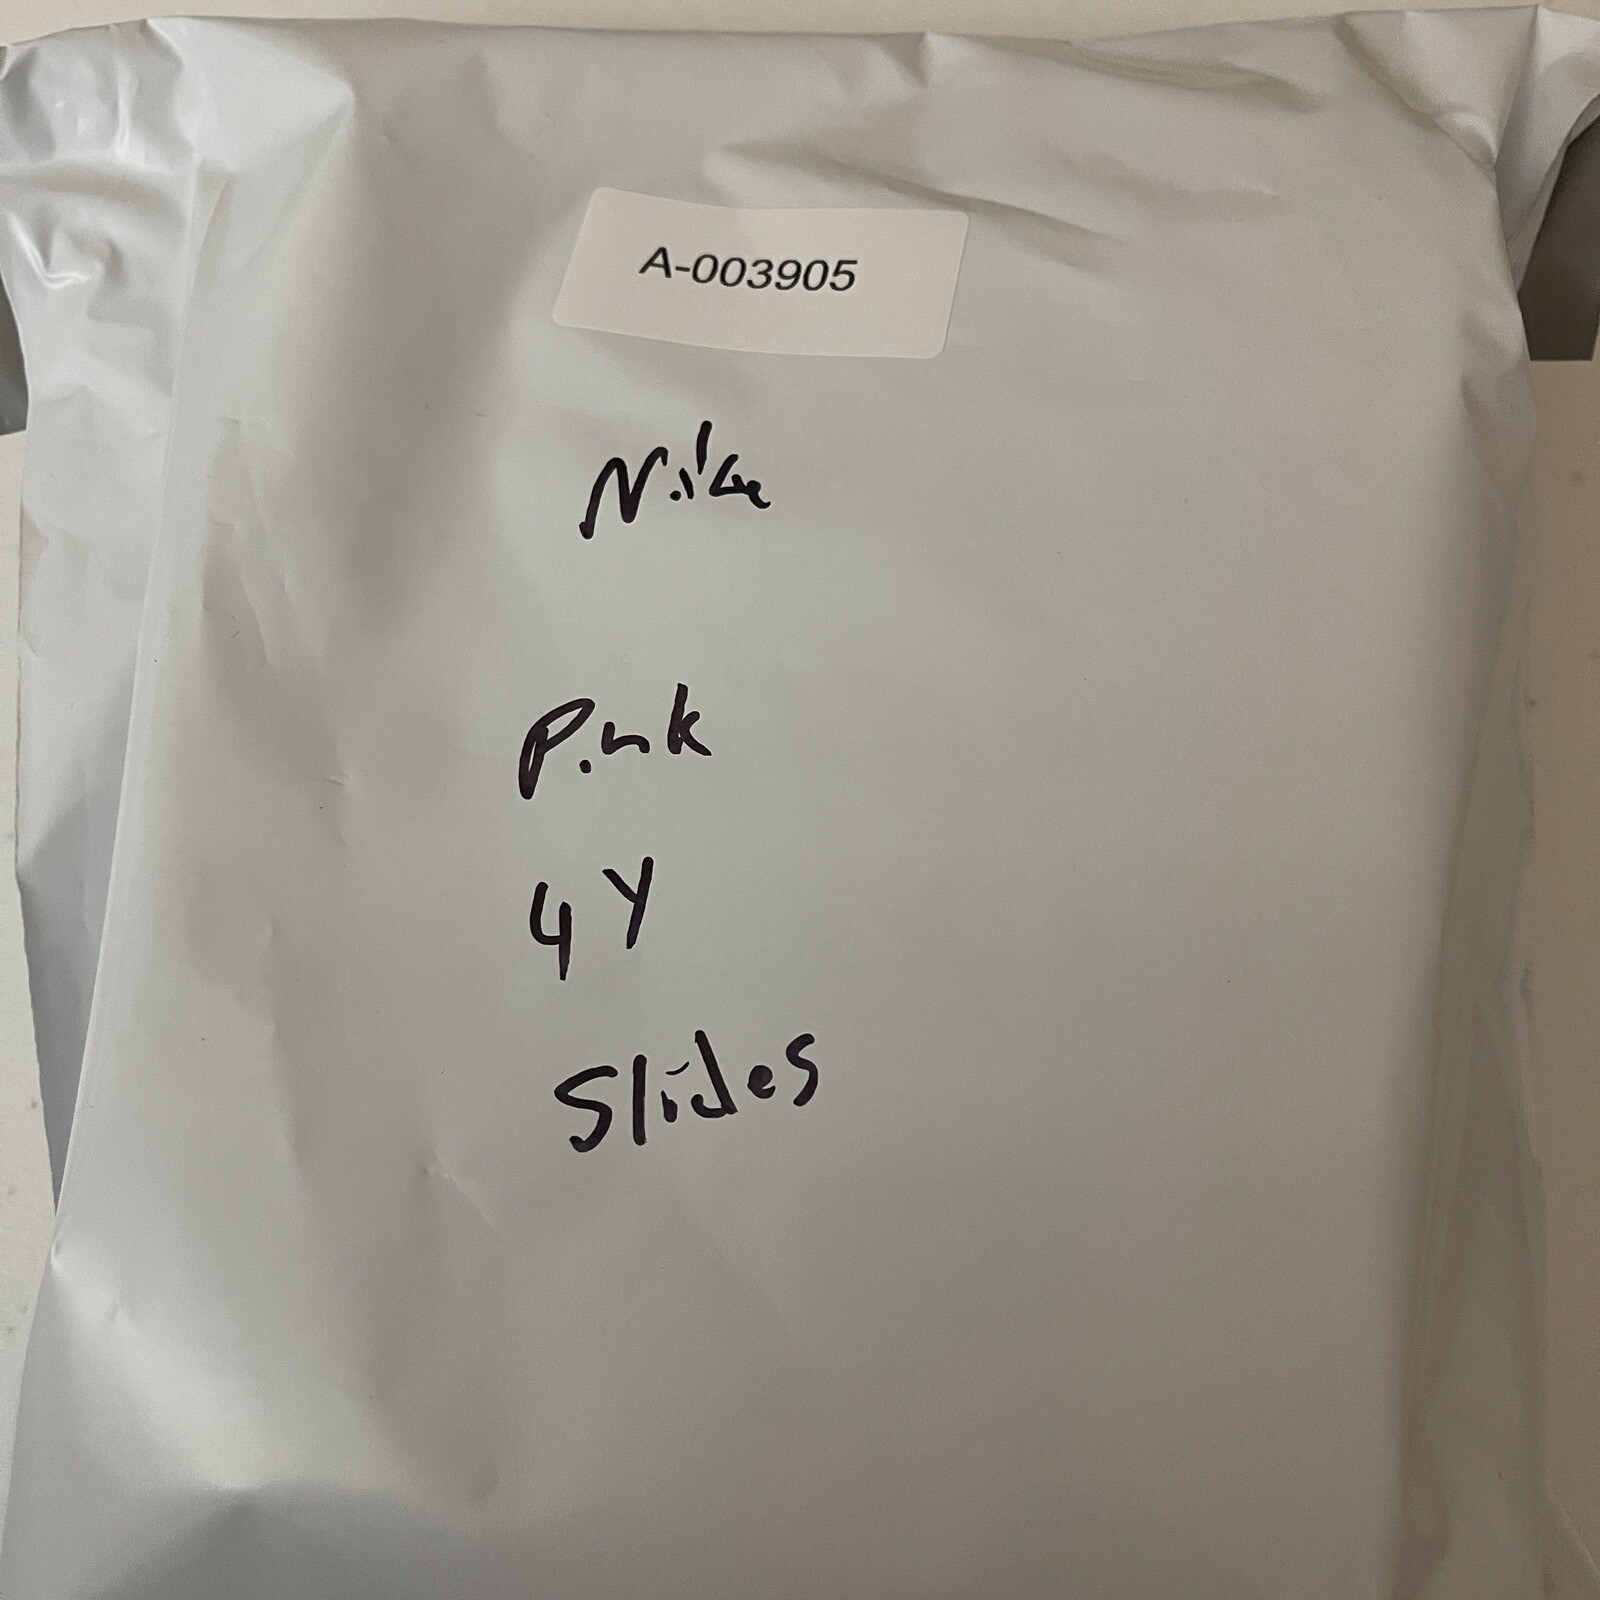 A-003905
Nike
Pink
4Y
Slides